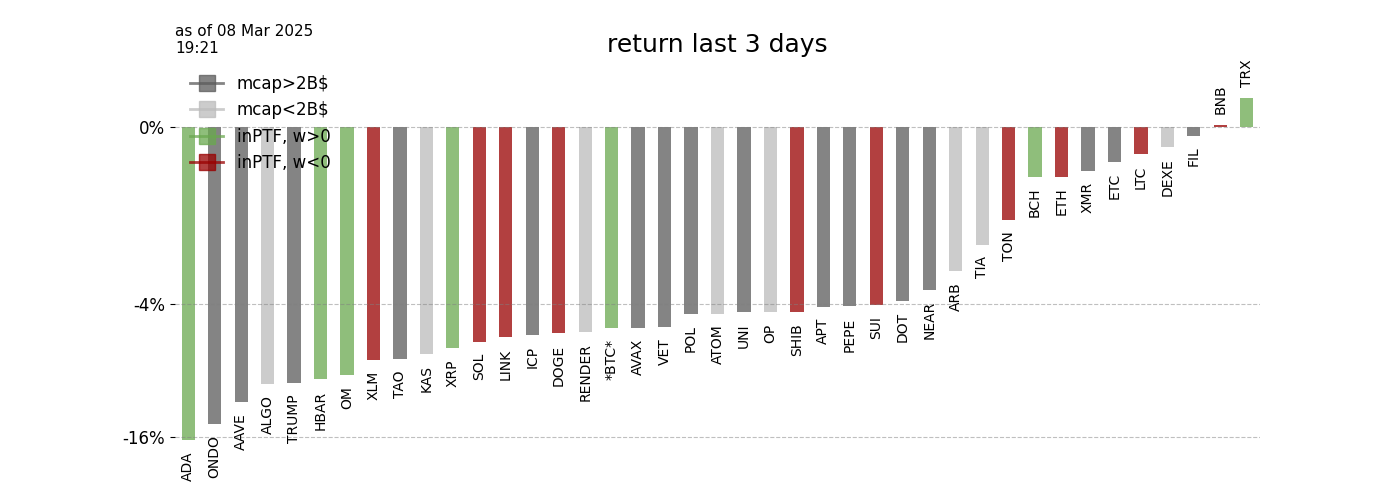 as of 08 Mar 2025
19:21
return last 3 days
mcap>2B$
mcap<2B$
inPTF, w>0
inPTF, w<0
0%
-4%
-16%
ADA
ONDO
AAVE
ALGO
TRUMP
HBAR
OM
XLM
TAO
KAS
XRP
SOL
LINK
ICP
DOGE
RENDER
*BTC*
AVAX
VET
POL
ATOM
UNI
OP
SHIB
APT
PEPE
SUI
DOT
NEAR
ARB
TIA
TON
BCH
ETH
XMR
ETC
LTC
DEXE
FIL
BNB
TRX